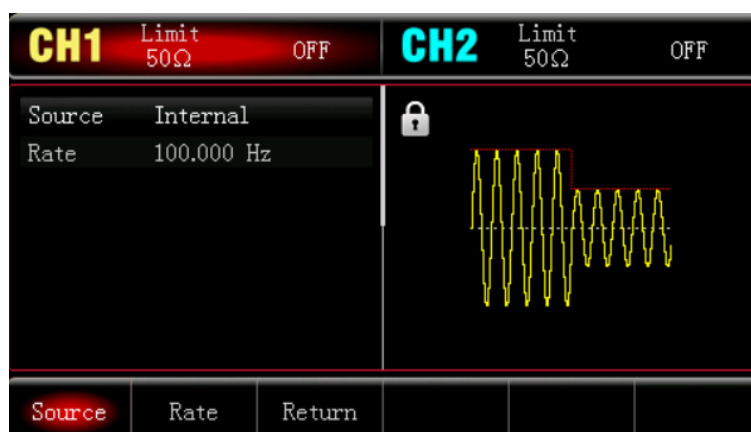 CH1 Limit 50Ω OFF
CH2 Limit 50Ω OFF
Source Internal
Rate 100.000 Hz
Source Rate Return